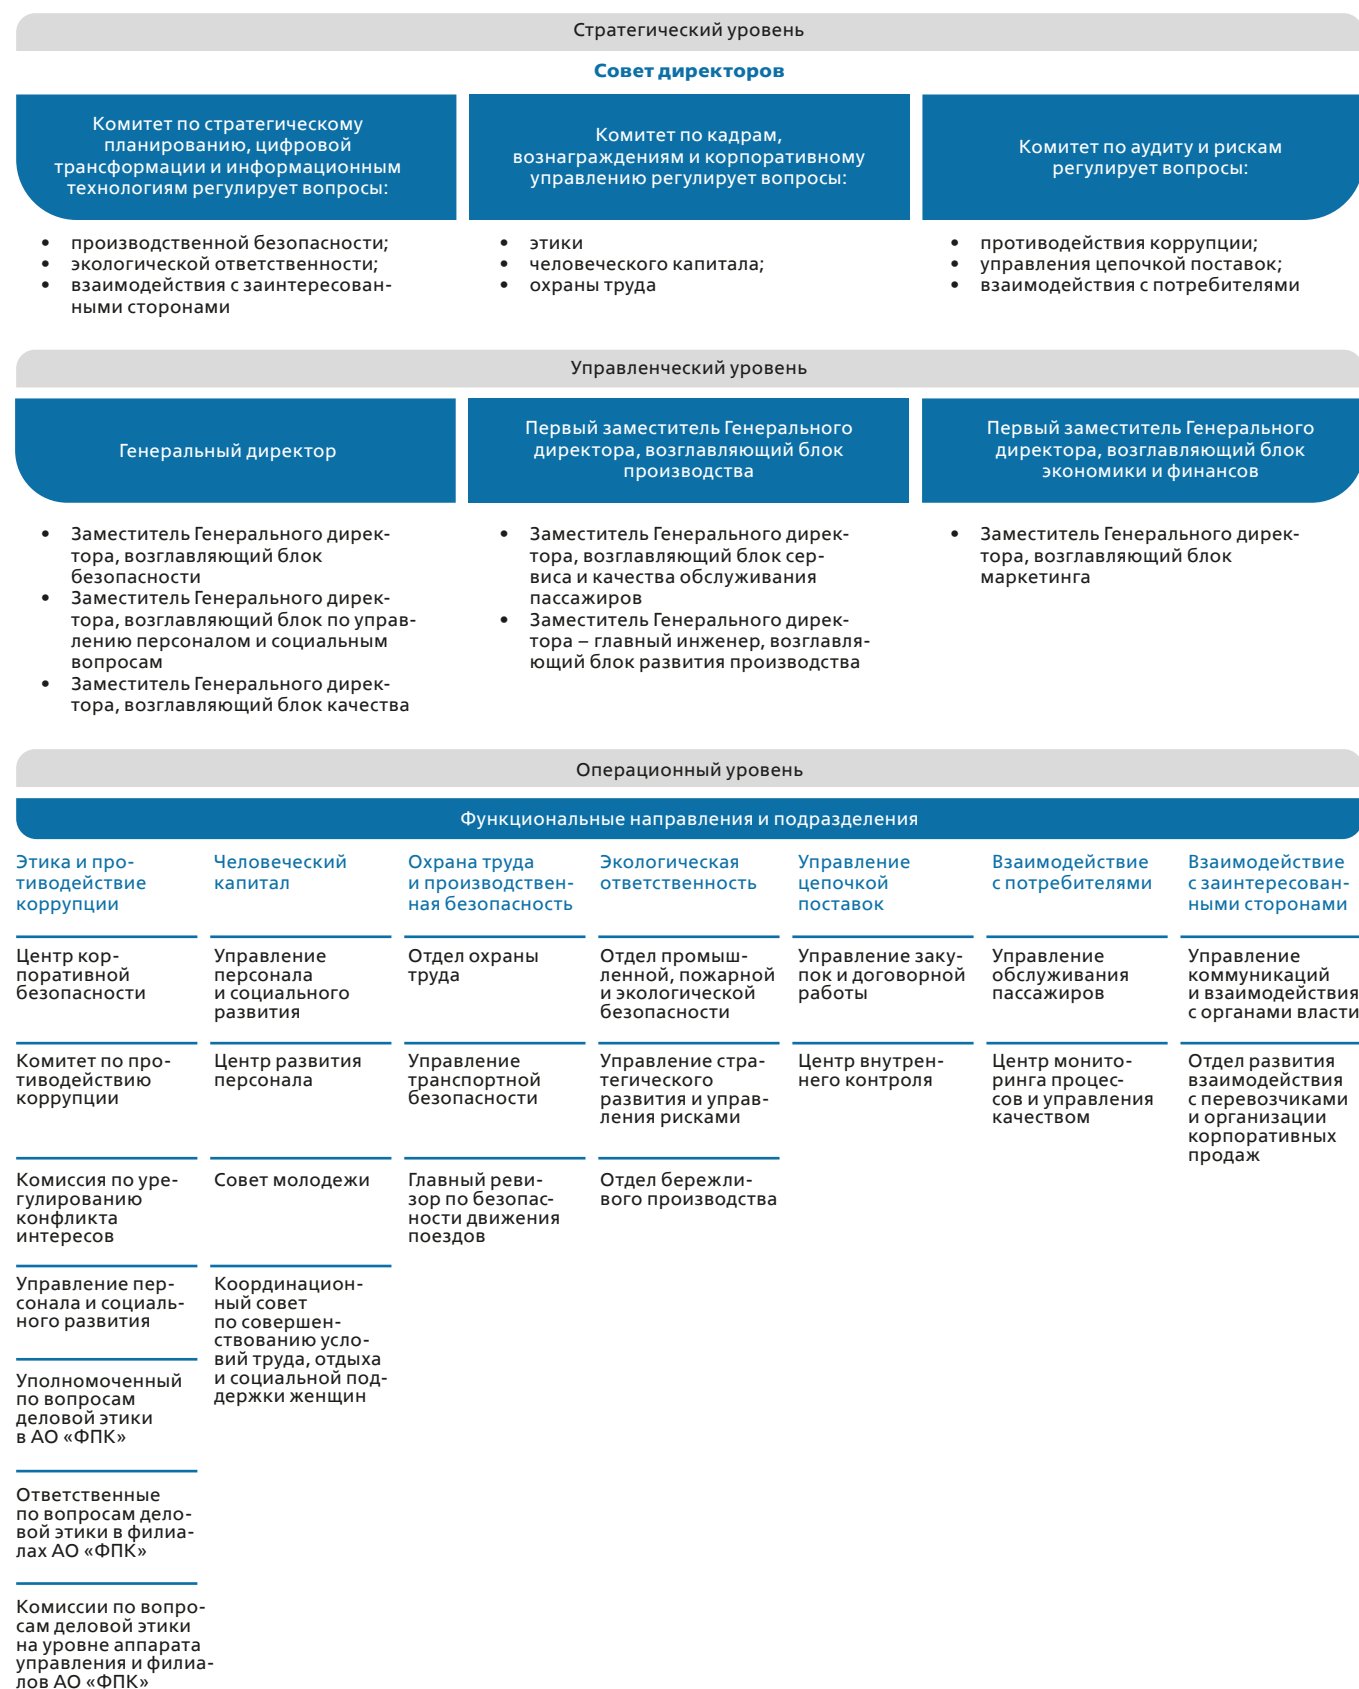 Стратегический уровень
Совет директоров
Комитет по стратегическому
планированию, цифровой
трансформации и информационным
технологиям регулирует вопросы:
• производственной безопасности;
• экологической ответственности;
• взаимодействия с заинтересован-
ными сторонами
Комитет по кадрам,
вознаграждениям и корпоративному
управлению регулирует вопросы:
• этики
• человеческого капитала;
• охраны труда
Комитет по аудиту и рискам
регулирует вопросы:
• противодействия коррупции;
• управления цепочкой поставок;
• взаимодействия с потребителями
Управленческий уровень
Генеральный директор
• Заместитель Генерального дирек-
тора, возглавляющий блок
безопасности
• Заместитель Генерального дирек-
тора, возглавляющий блок по управ-
лению персоналом и социальным
вопросам
• Заместитель Генерального дирек-
тора, возглавляющий блок качества
Первый заместитель Генерального
директора, возглавляющий блок
производства
• Заместитель Генерального дирек-
тора, возглавляющий блок сер-
виса и качества обслуживания
пассажиров
• Заместитель Генерального дирек-
тора – главный инженер, возглавля-
ющий блок развития производства
Первый заместитель Генерального
директора, возглавляющий блок
экономики и финансов
• Заместитель Генерального дирек-
тора, возглавляющий блок
маркетинга
Операционный уровень
Функциональные направления и подразделения
Этика и про-
тиводействие
коррупции
Центр кор-
поративной
безопасности
Комитет по про-
тиводействию
коррупции
Комиссия по уре-
гулированию
конфликта
интересов
Управление пер-
сонала и социаль-
ного развития
Уполномоченный
по вопросам
деловой этики
в АО «ФПК»
Ответственные
по вопросам дело-
вой этики в филиа-
лах АО «ФПК»
Комиссии по вопро-
сам деловой этики
на уровне аппарата
управления и филиа-
лов АО «ФПК»
Человеческий
капитал
Управление
персонала
и социального
развития
Центр развития
персонала
Совет молодежи
Координацион-
ный совет
по совершен-
ствованию усло-
вий труда, отдыха
и социальной под-
держки женщин
Охрана труда
и производствен-
ная безопасность
Отдел охраны
труда
Управление
транспортной
безопасности
Главный реви-
зор по безопас-
ности движения
поездов
Экологическая
ответственность
Отдел промыш-
ленной, пожарной
и экологической
безопасности
Управление стра-
тегического
развития и управ-
ления рисками
Отдел бережли-
вого производства
Управление
цепочкой
поставок
Управление заку-
пок и договорной
работы
Центр внутрен-
него контроля
Взаимодействие
с потребителями
Управление
обслуживания
пассажиров
Центр монито-
ринга процес-
сов и управления
качеством
Взаимодействие
с заинтересован-
ными сторонами
Управление
коммуникаций
и взаимодействия
с органами власти
Отдел развития
взаимодействия
с перевозчиками
и организации
корпоративных
продаж